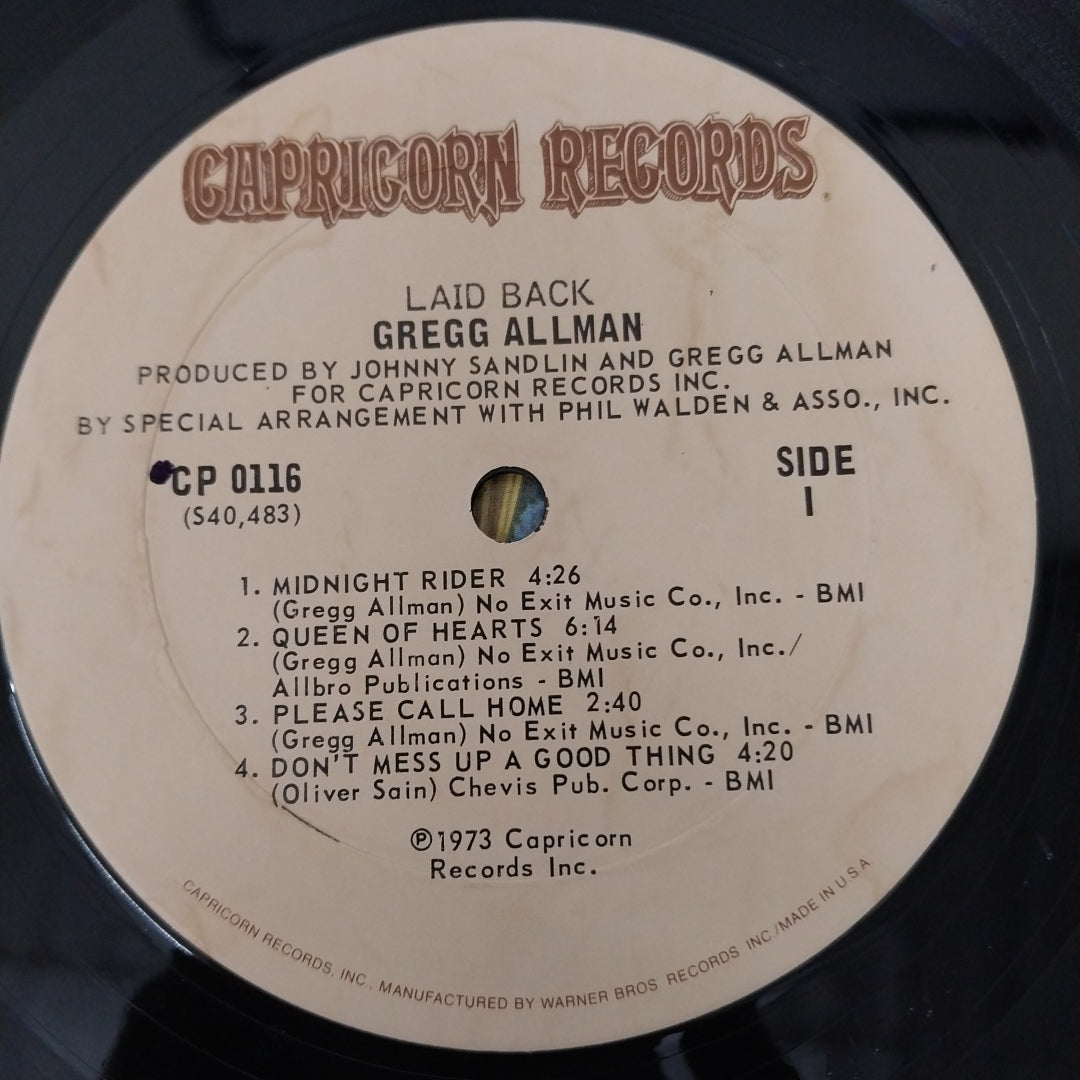 CAPRICORN RECORDS
LAID BACK
GREGG ALLMAN
PRODUCED BY JOHNNY SANDLIN AND GREGG ALLMAN
FOR CAPRICORN RECORDS INC.
BY SPECIAL ARRANGEMENT WITH PHIL WALDEN & ASSO., INC.
CP 0116
(S40,483)
SIDE
I
1. MIDNIGHT RIDER 4:26
(Gregg Allman) No Exit Music Co., Inc. - BMI
2. QUEEN OF HEARTS 6:14
(Gregg Allman) No Exit Music Co., Inc./
Allbro Publications - BMI
3. PLEASE CALL HOME 2:40
(Gregg Allman) No Exit Music Co., Inc. - BMI
4. DON'T MESS UP A GOOD THING 4:20
(Oliver Sain) Chevis Pub. Corp. - BMI
℗1973 Capricorn
Records Inc.
CAPRICORN RECORDS, INC., MANUFACTURED BY WARNER BROS RECORDS INC./MADE IN U.S.A.